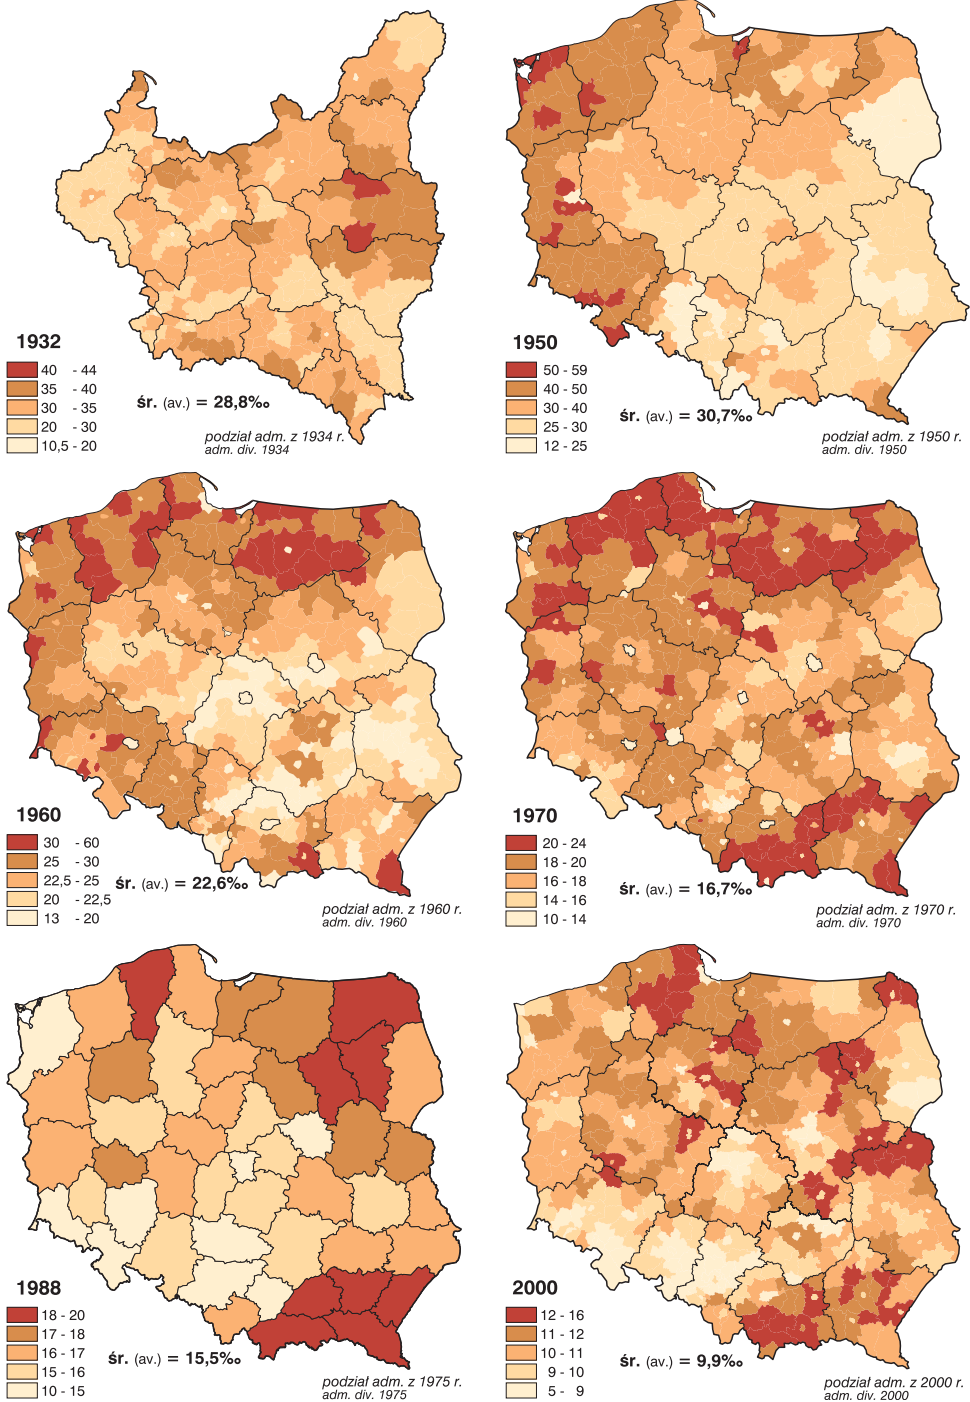 1932
40 - 44
35 - 40
30 - 35
20 - 30
10,5 - 20
śr. (av.) = 28,8‰
podział adm. z 1934 r.
adm. div. 1934
1950
50 - 59
40 - 50
30 - 40
25 - 30
12 - 25
śr. (av.) = 30,7‰
podział adm. z 1950 r.
adm. div. 1950
1960
30 - 60
25 - 30
22,5 - 25
20 - 22,5
13 - 20
śr. (av.) = 22,6‰
podział adm. z 1960 r.
adm. div. 1960
1970
20 - 24
18 - 20
16 - 18
14 - 16
10 - 14
śr. (av.) = 16,7‰
podział adm. z 1970 r.
adm. div. 1970
1988
18 - 20
17 - 18
16 - 17
15 - 16
10 - 15
śr. (av.) = 15,5‰
podział adm. z 1975 r.
adm. div. 1975
2000
12 - 16
11 - 12
10 - 11
9 - 10
5 - 9
śr. (av.) = 9,9‰
podział adm. z 2000 r.
adm. div. 2000